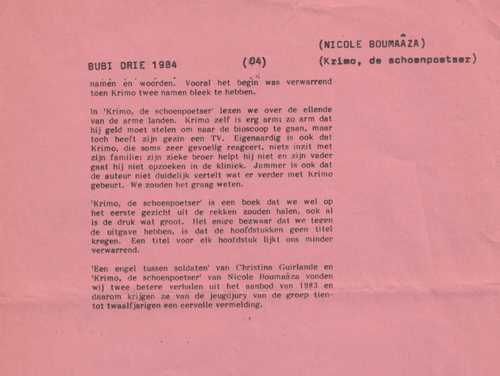 (NICOLE BOUMAÂZA)
BUBI DRIE 1984 (04) (Krimo, de schoenpoetser)
namen en woorden. Vooral het begin was verwarrend
toen Krimo twee namen bleek te hebben.
In 'Krimo, de schoenpoetser' lezen we over de ellende
van de arme landen. Krimo zelf is erg arm: zo arm dat
hij geld moet stelen om naar de bioscoop te gaan, maar
toch heeft zijn gezin een TV. Eigenaardig is ook dat
Krimo, die soms zeer gevoelig reageert, niets inzit met
zijn familie: zijn zieke broer helpt hij niet en zijn vader
gaat hij niet opzoeken in de kliniek. Jammer is ook dat
de auteur niet duidelijk vertelt wat er verder met Krimo
gebeurt. We zouden het graag weten.
'Krimo, de schoenpoetser' is een boek dat we wel op
het eerste gezicht uit de rekken zouden halen, ook al
is de druk wat groot. Het enige bezwaar dat we tegen
de uitgave hebben, is dat de hoofdstukken geen titel
kregen. Een titel voor elk hoofdstuk lijkt ons minder
verwarrend.
'Een engel tussen soldaten' van Christina Guirlande en
'Krimo, de schoenpoetser' van Nicole Boumaâza vonden
wij twee betere verhalen uit het aanbod van 1983 en
daarom krijgen ze van de jeugdjury van de groep tien-
tot twaalfjarigen een eervolle vermelding.